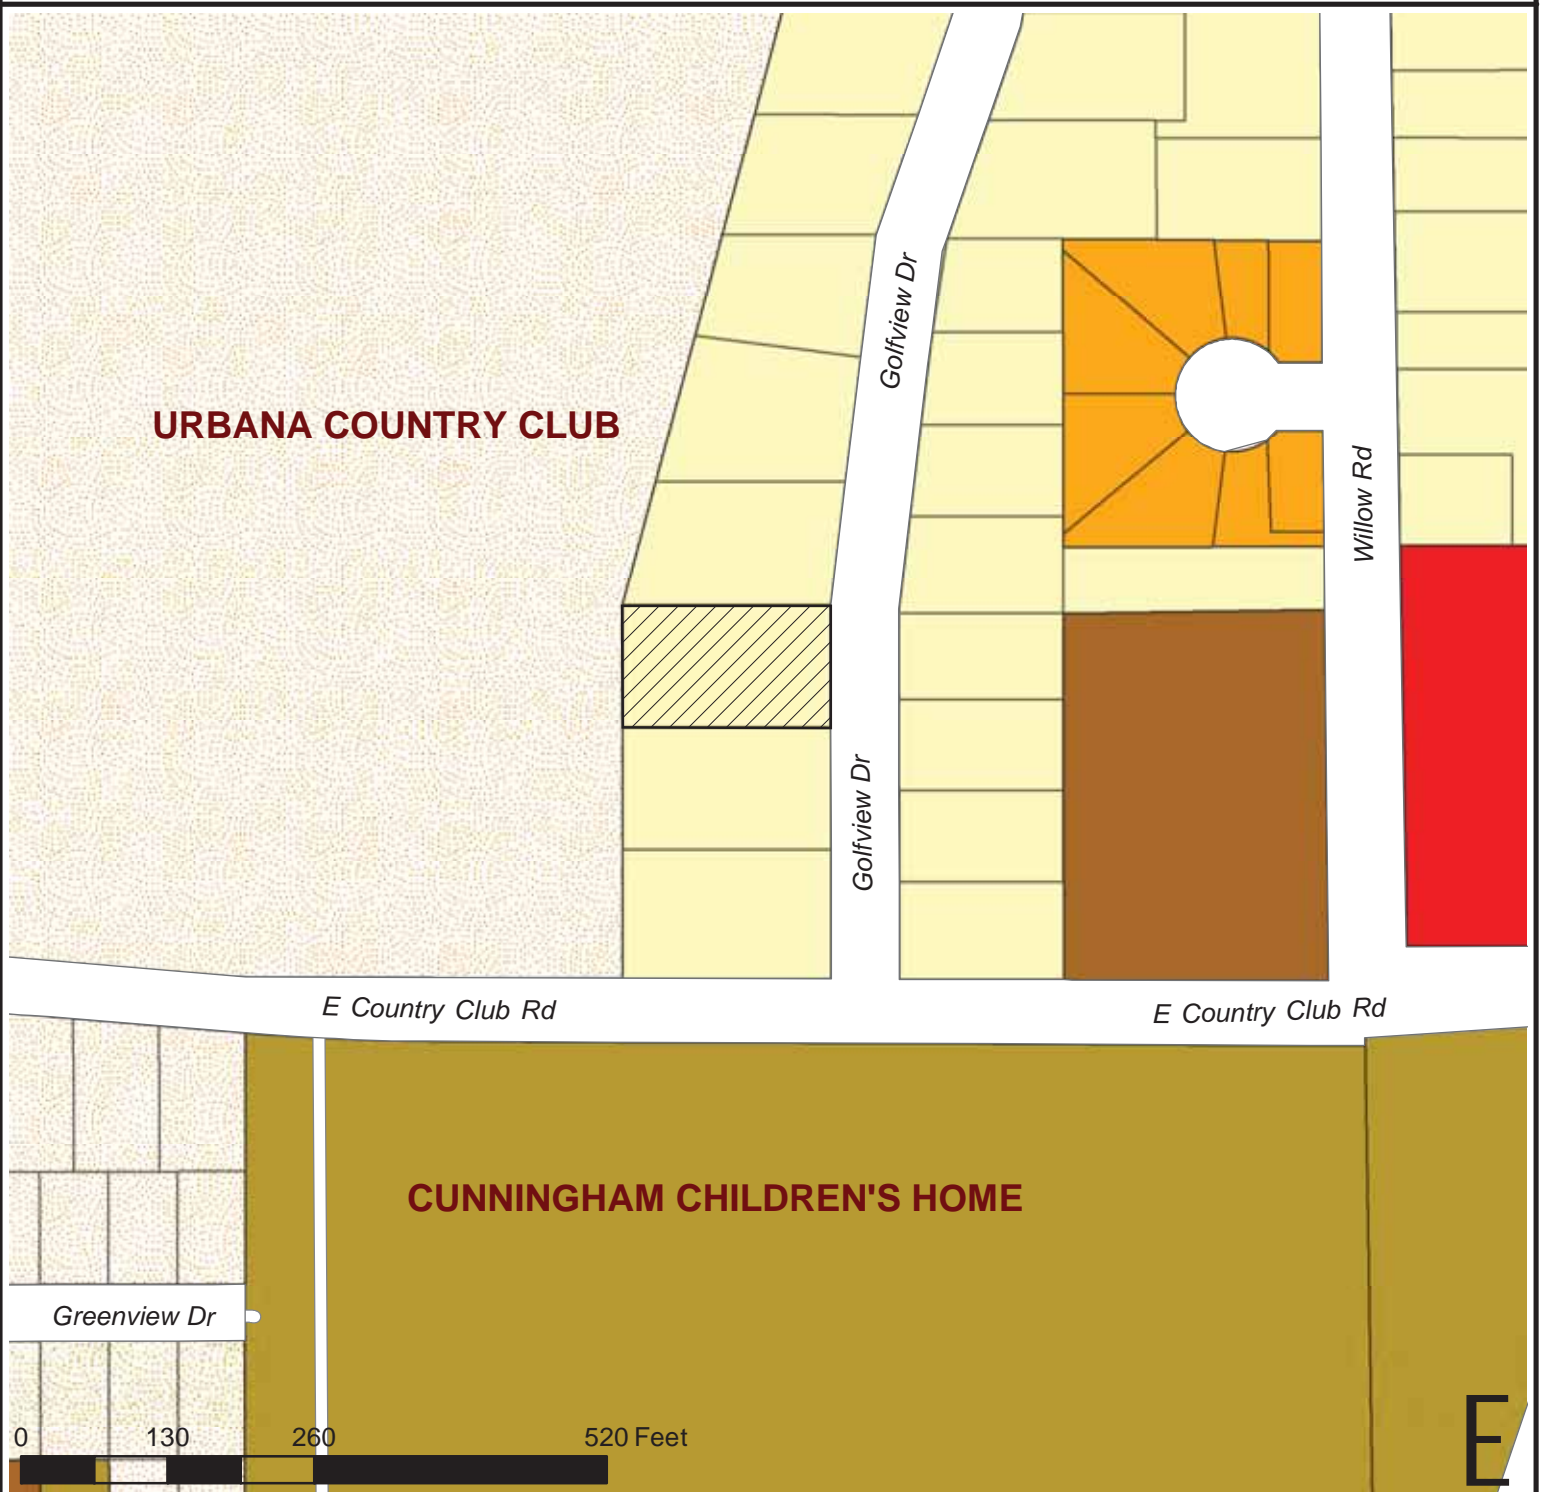 Golfview Dr
URBANA COUNTRY CLUB
Willow Rd
Golfview Dr
E Country Club Rd
E Country Club Rd
CUNNINGHAM CHILDREN'S HOME
Greenview Dr
0 130 260 520 Feet
E